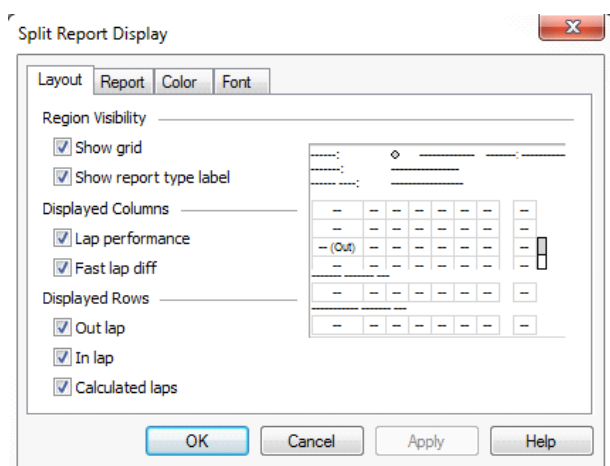 Split Report Display
Layout Report Color Font
Region Visibility
Show grid
Show report type label
Displayed Columns
Lap performance
Fast lap diff
Displayed Rows
Out lap
In lap
Calculated laps
-- (Out)
OK Cancel Apply Help